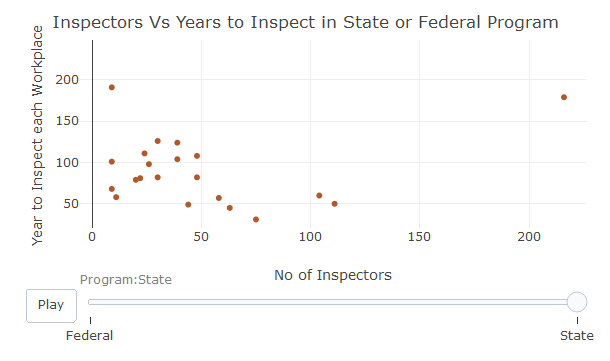 Inspectors Vs Years to Inspect in State or Federal Program
Year to Inspect each Workplace
200
150
100
50
0 50 100 150 200
No of Inspectors
Program:State
Play
Federal State